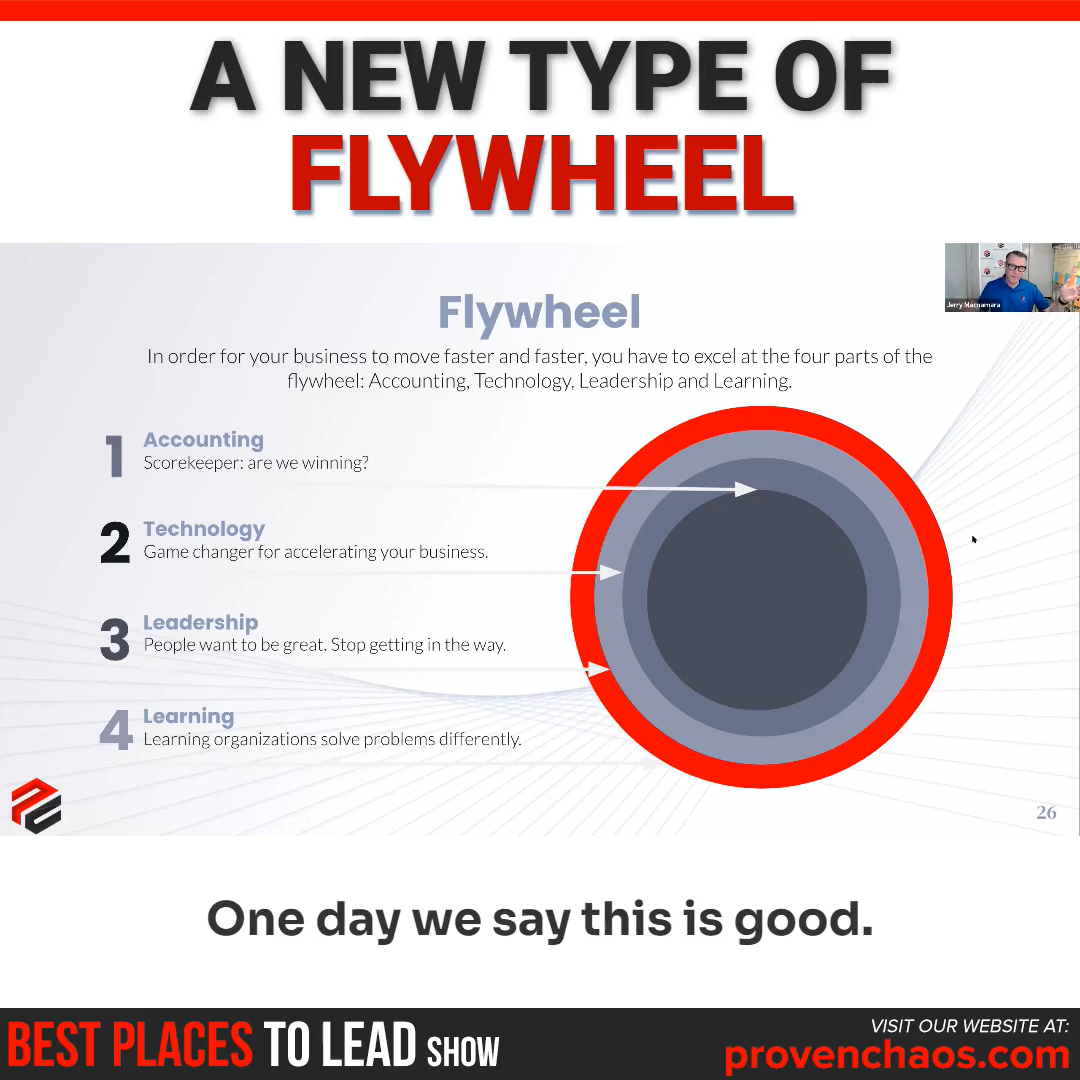 A NEW TYPE OF
FLYWHEEL
Jerry Macnamara
Flywheel
In order for your business to move faster and faster, you have to excel at the four parts of the
flywheel: Accounting, Technology, Leadership and Learning.
1 Accounting
Scorekeeper: are we winning?
2 Technology
Game changer for accelerating your business.
3 Leadership
People want to be great. Stop getting in the way.
4 Learning
Learning organizations solve problems differently.
26
One day we say this is good.
BEST PLACES TO LEAD SHOW
VISIT OUR WEBSITE AT:
provenchaos.com